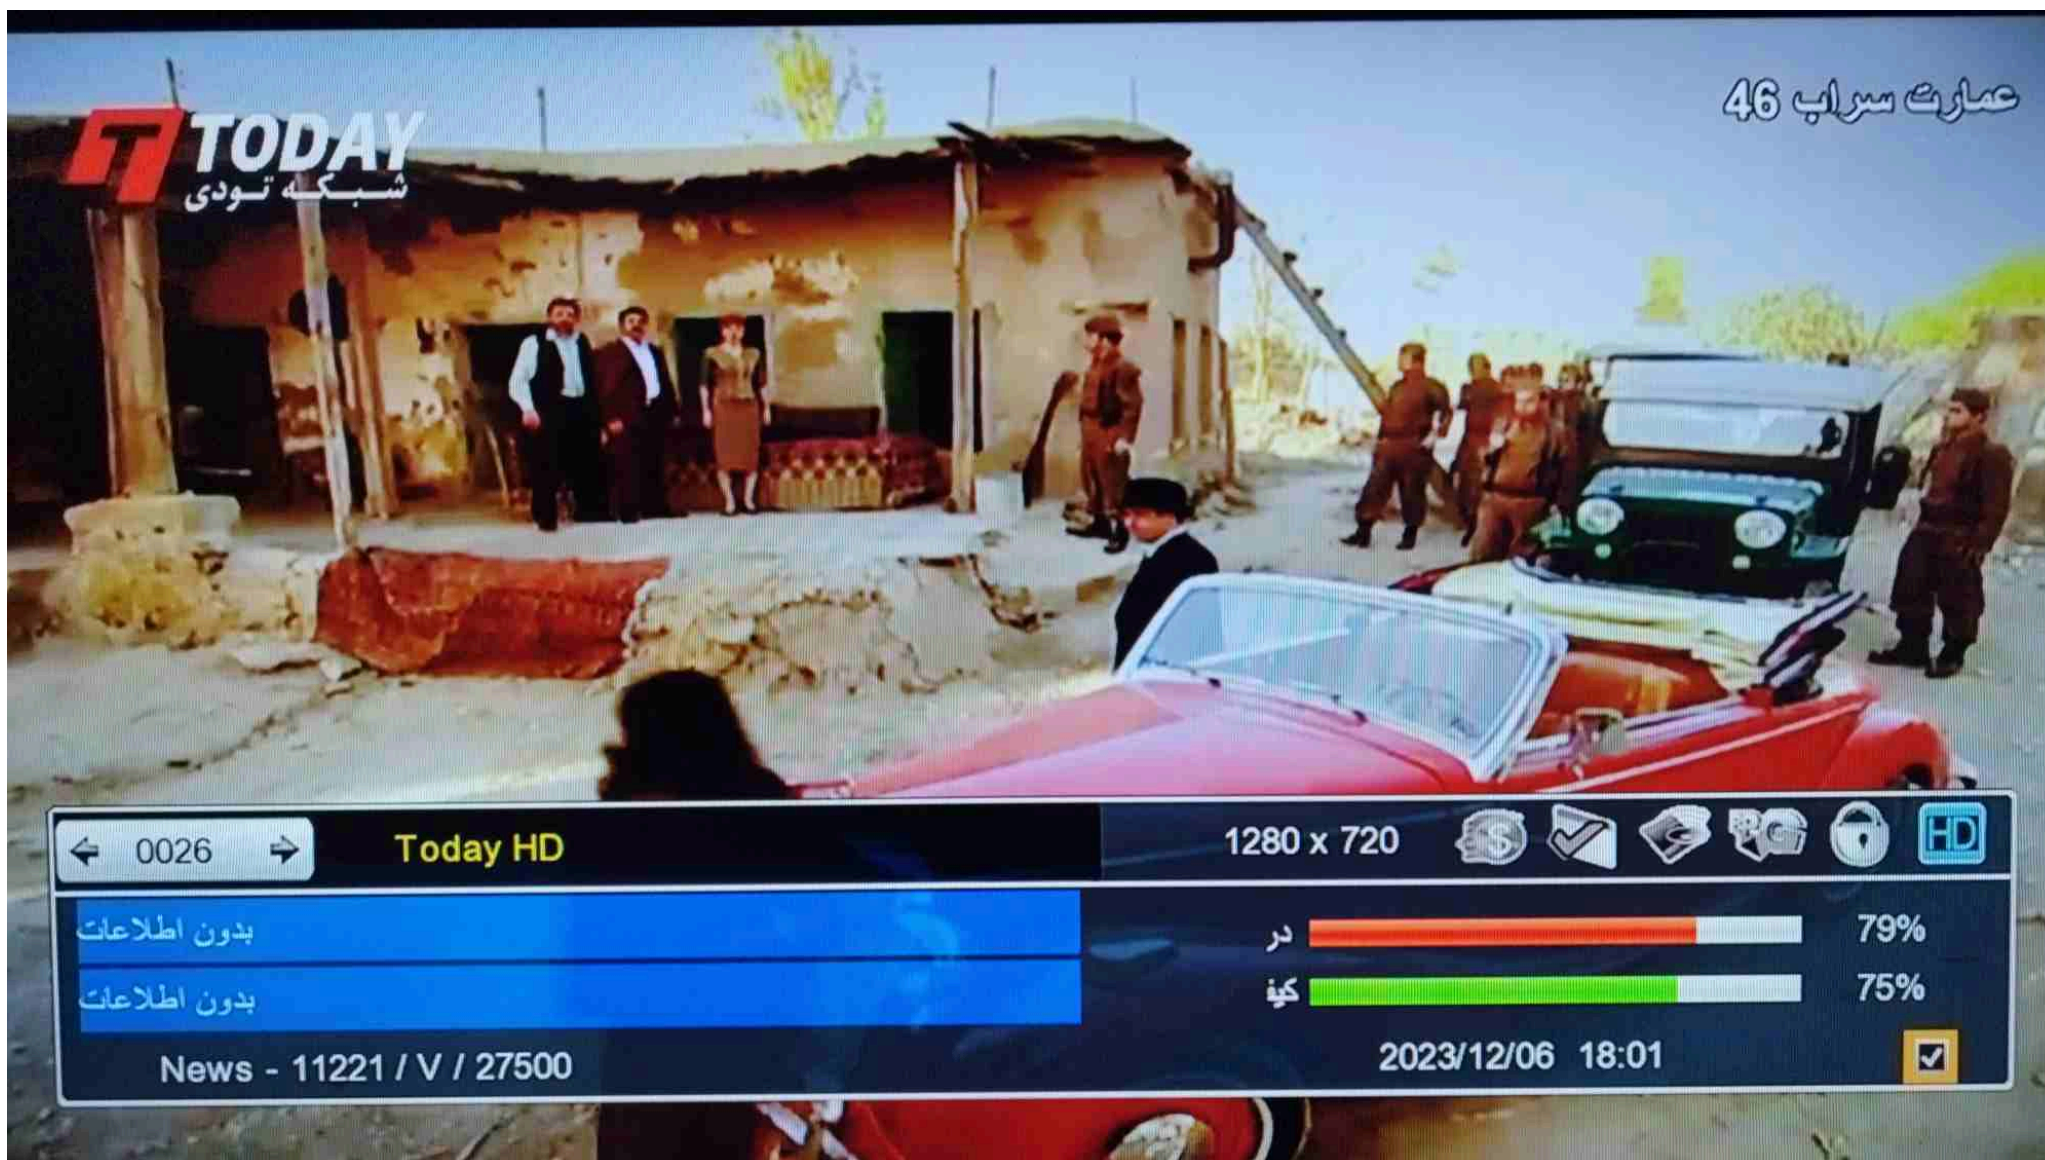 عمارت سراب 46
TODAY
شبکه تودی
0026
Today HD
1280 x 720
HD
بدون اطلاعات
در
79%
بدون اطلاعات
کیف
75%
News - 11221 / V / 27500
2023/12/06 18:01